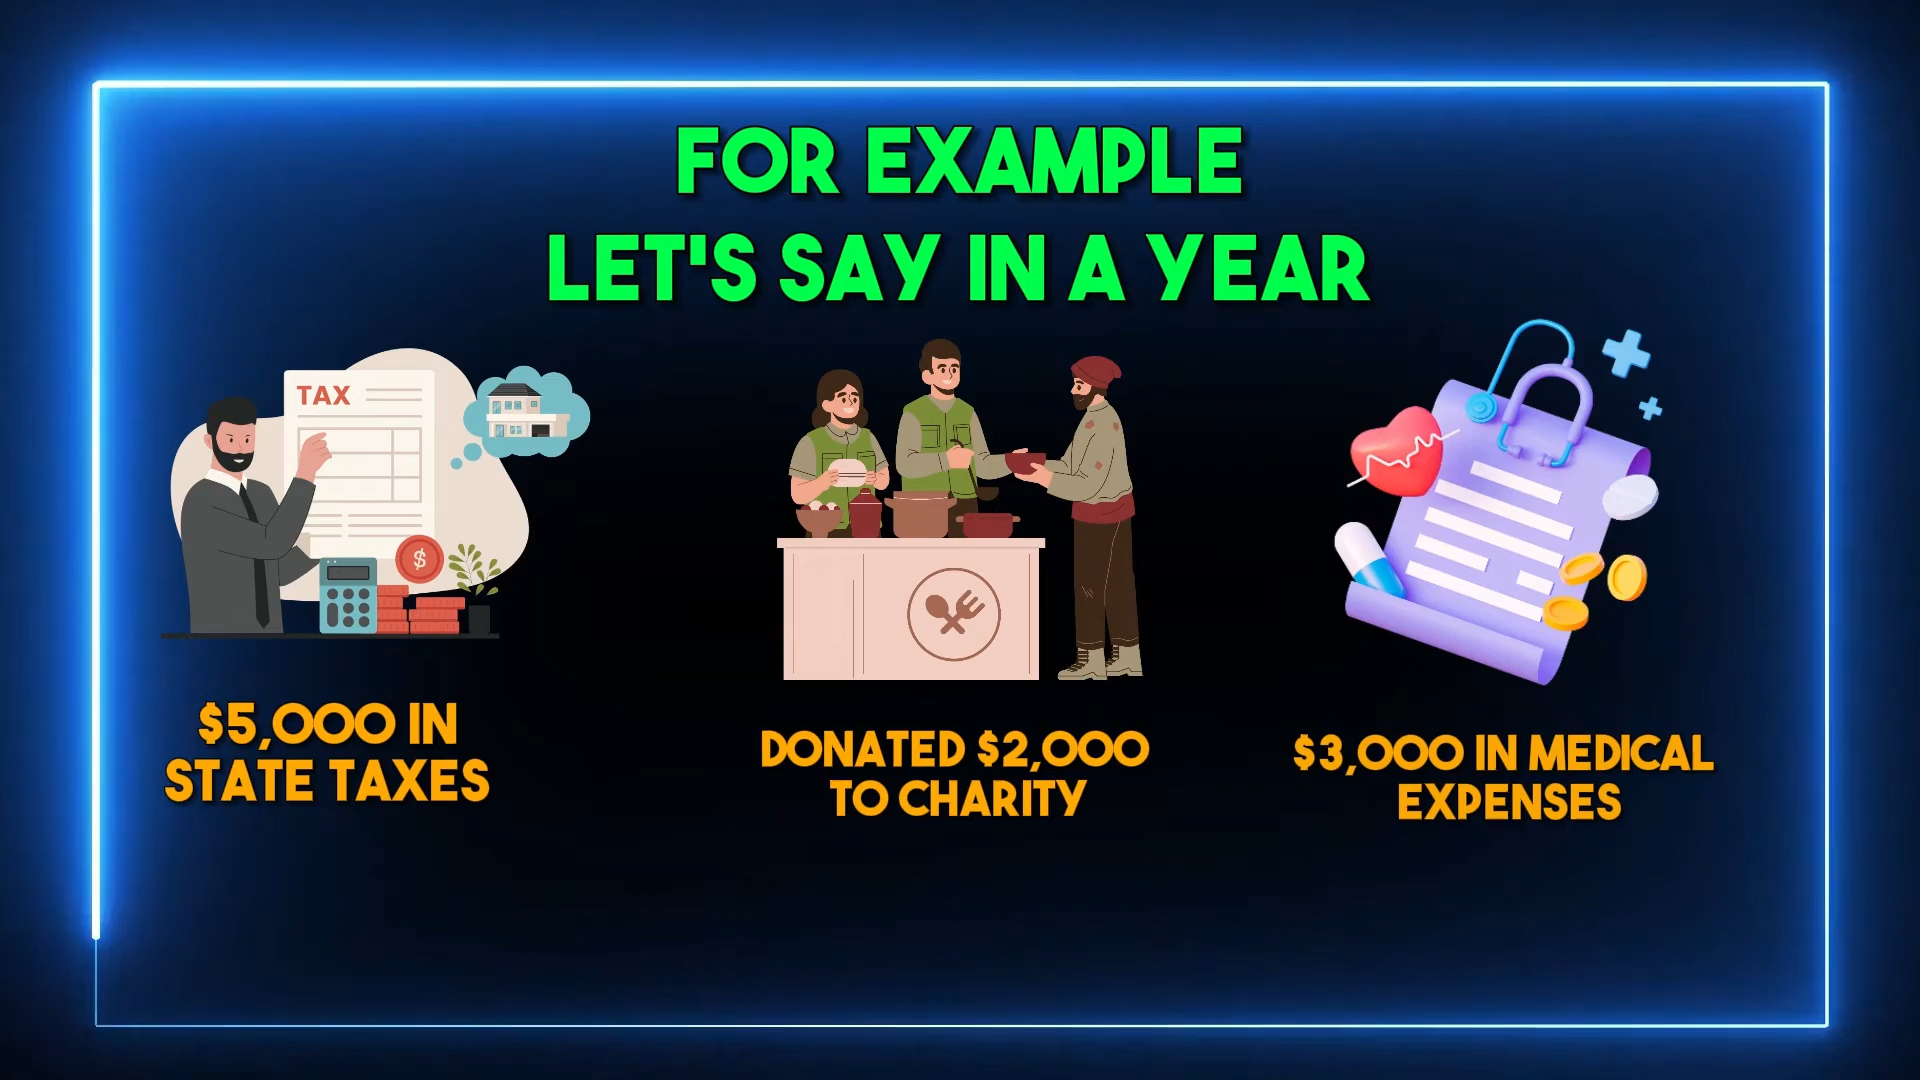 FOR EXAMPLE
LET'S SAY IN A YEAR
TAX
$
$5,000 IN
STATE TAXES
DONATED $2,000
TO CHARITY
$3,000 IN MEDICAL
EXPENSES